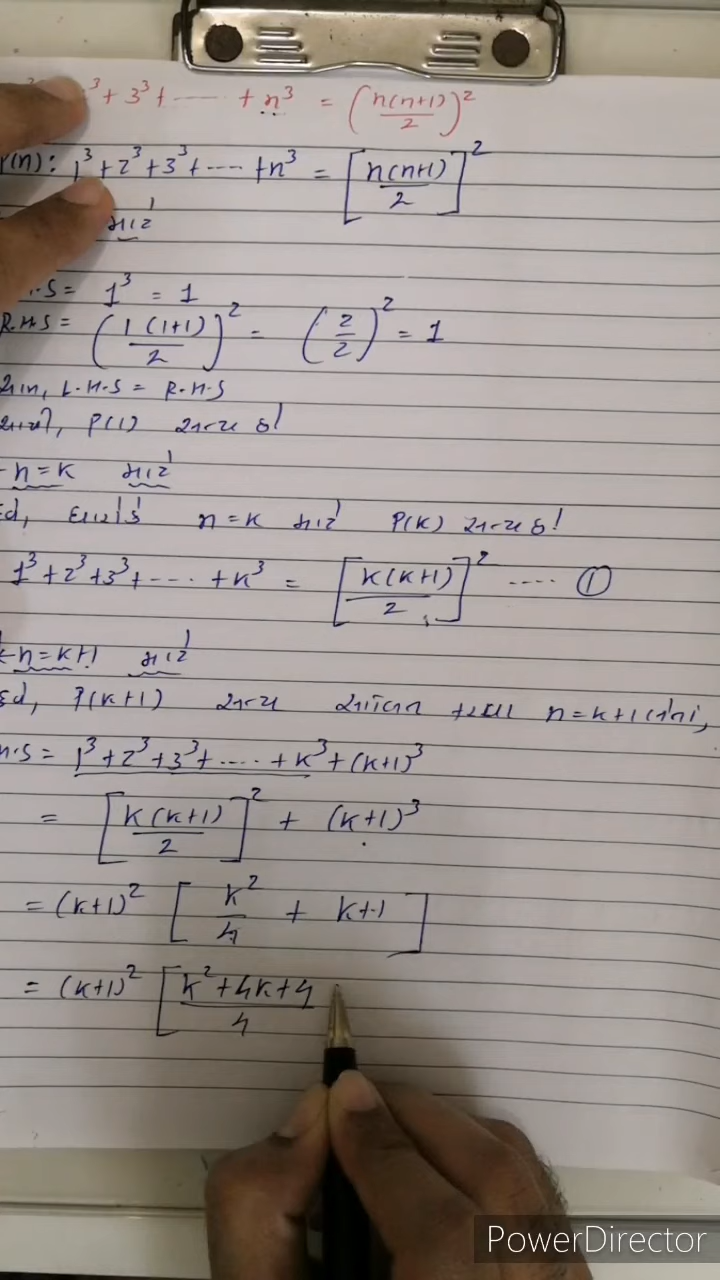 ³ + 3³ + ------ + n³ = (n(n+1)/2)²
P(n): 1³ + 2³ + 3³ + ---- + n³ = [n(n+1)/2]²
માટે
H.S = 1³ = 1
R.H.S = (1(1+1)/2)² = (2/2)² = 1
L.H.S = R.H.S
P(1) સત્ય છે
n = k માટે
ધારો કે n = k માટે P(k) સત્ય છે
1³ + 2³ + 3³ + ---- + k³ = [k(k+1)/2]² ---- ①
n = k+1 માટે
P(k+1) સત્ય n = k+1
H.S = 1³ + 2³ + 3³ + ---- + k³ + (k+1)³
= [k(k+1)/2]² + (k+1)³
= (k+1)² [k²/4 + k+1]
= (k+1)² [k²+4k+4/4
PowerDirector